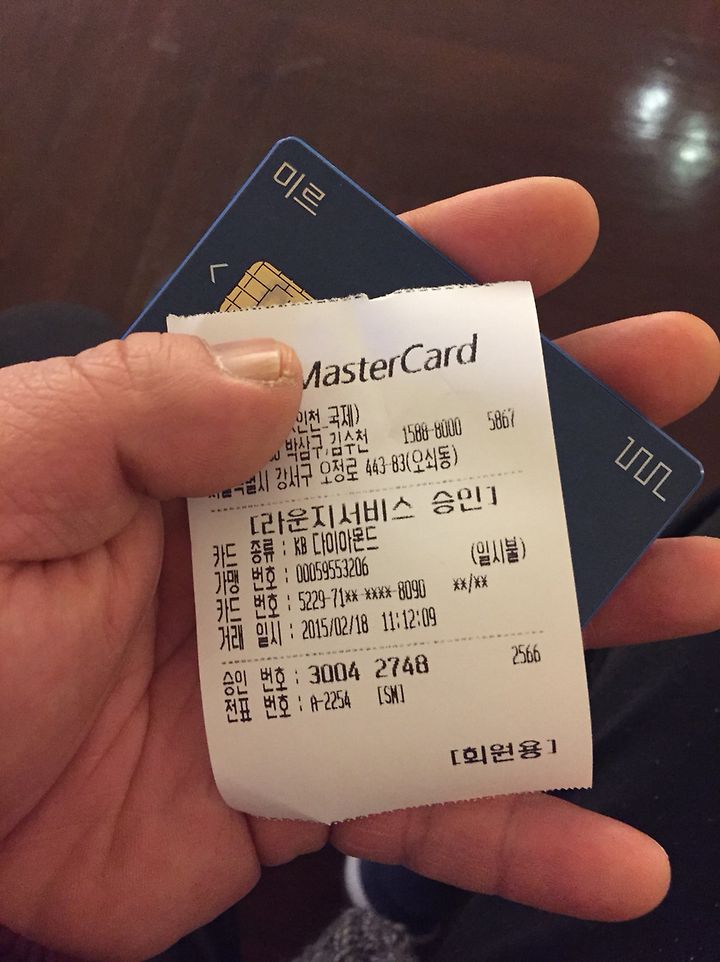 미르
MasterCard
인천_국제)
박삼구,김수천 1588-8000 5867
강서구 오정로 443-83(오쇠동)
[라운지서비스 승인]
카드 종류 : KB 다이아몬드
가맹 번호 : 00059553206 (일시불)
카드 번호 : 5229-71**-****-8090 **/**
거래 일시 : 2015/02/18 11:12:09
승인 번호 : 3004 2748 2566
전표 번호 : A-2254 [SM]
[회원용]